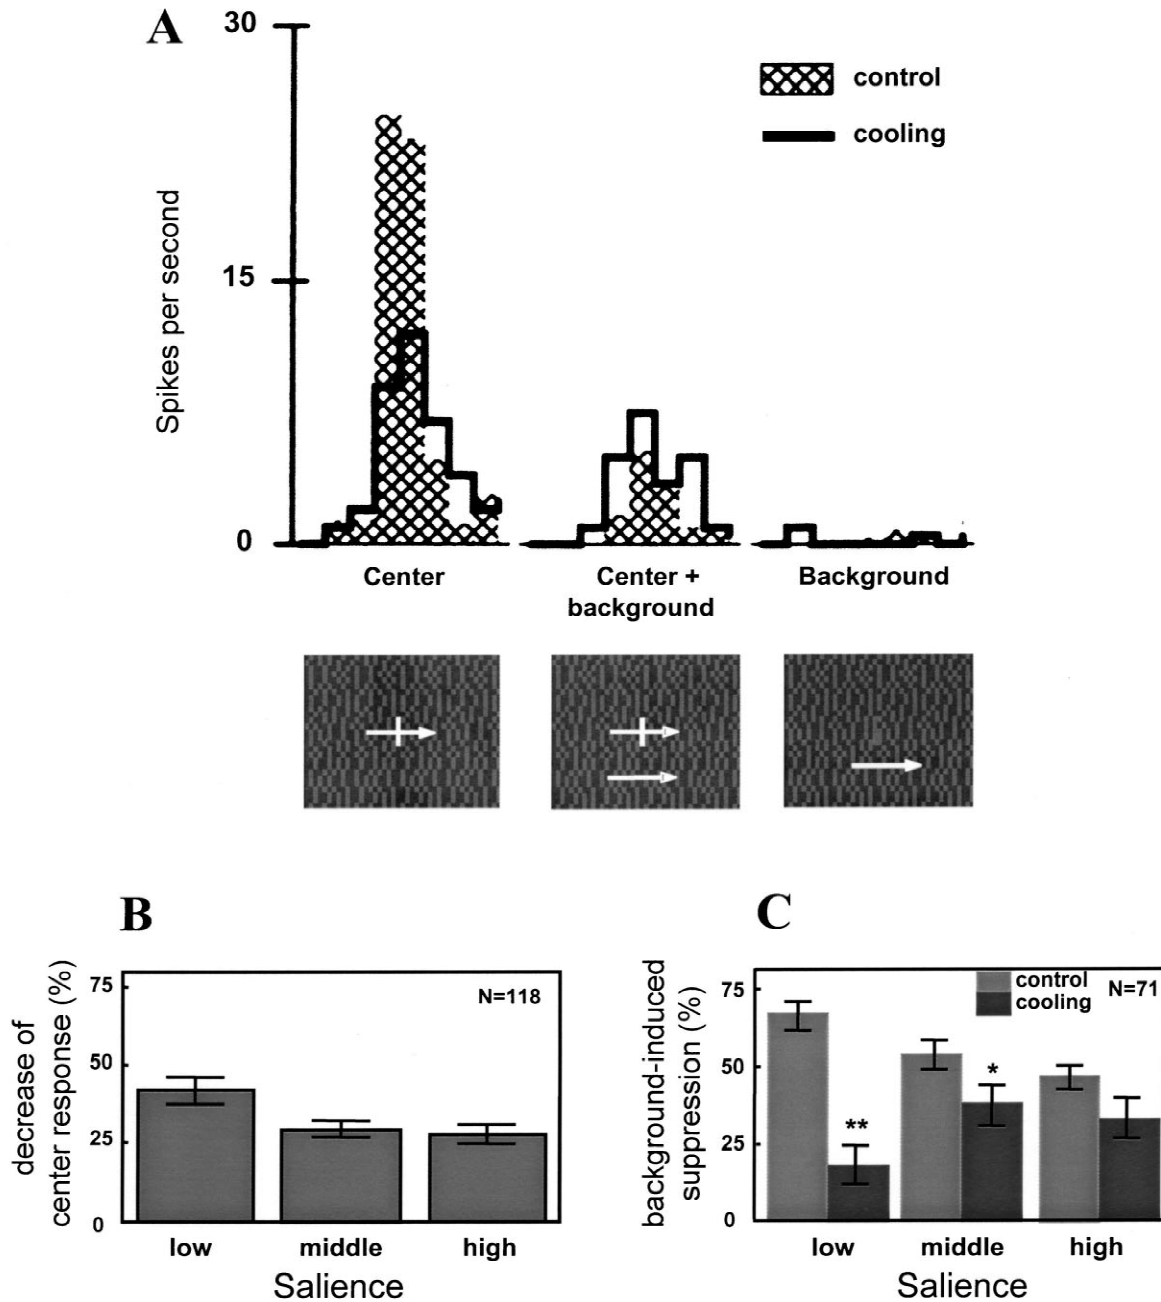 A
30
control
cooling
15
Spikes per second
0
Center
Center +
background
Background
B
C
75
N=118
50
25
0
decrease of
center response (%)
low
middle
high
Salience
75
control
cooling
N=71
50
*
**
25
0
background-induced
suppression (%)
low
middle
high
Salience